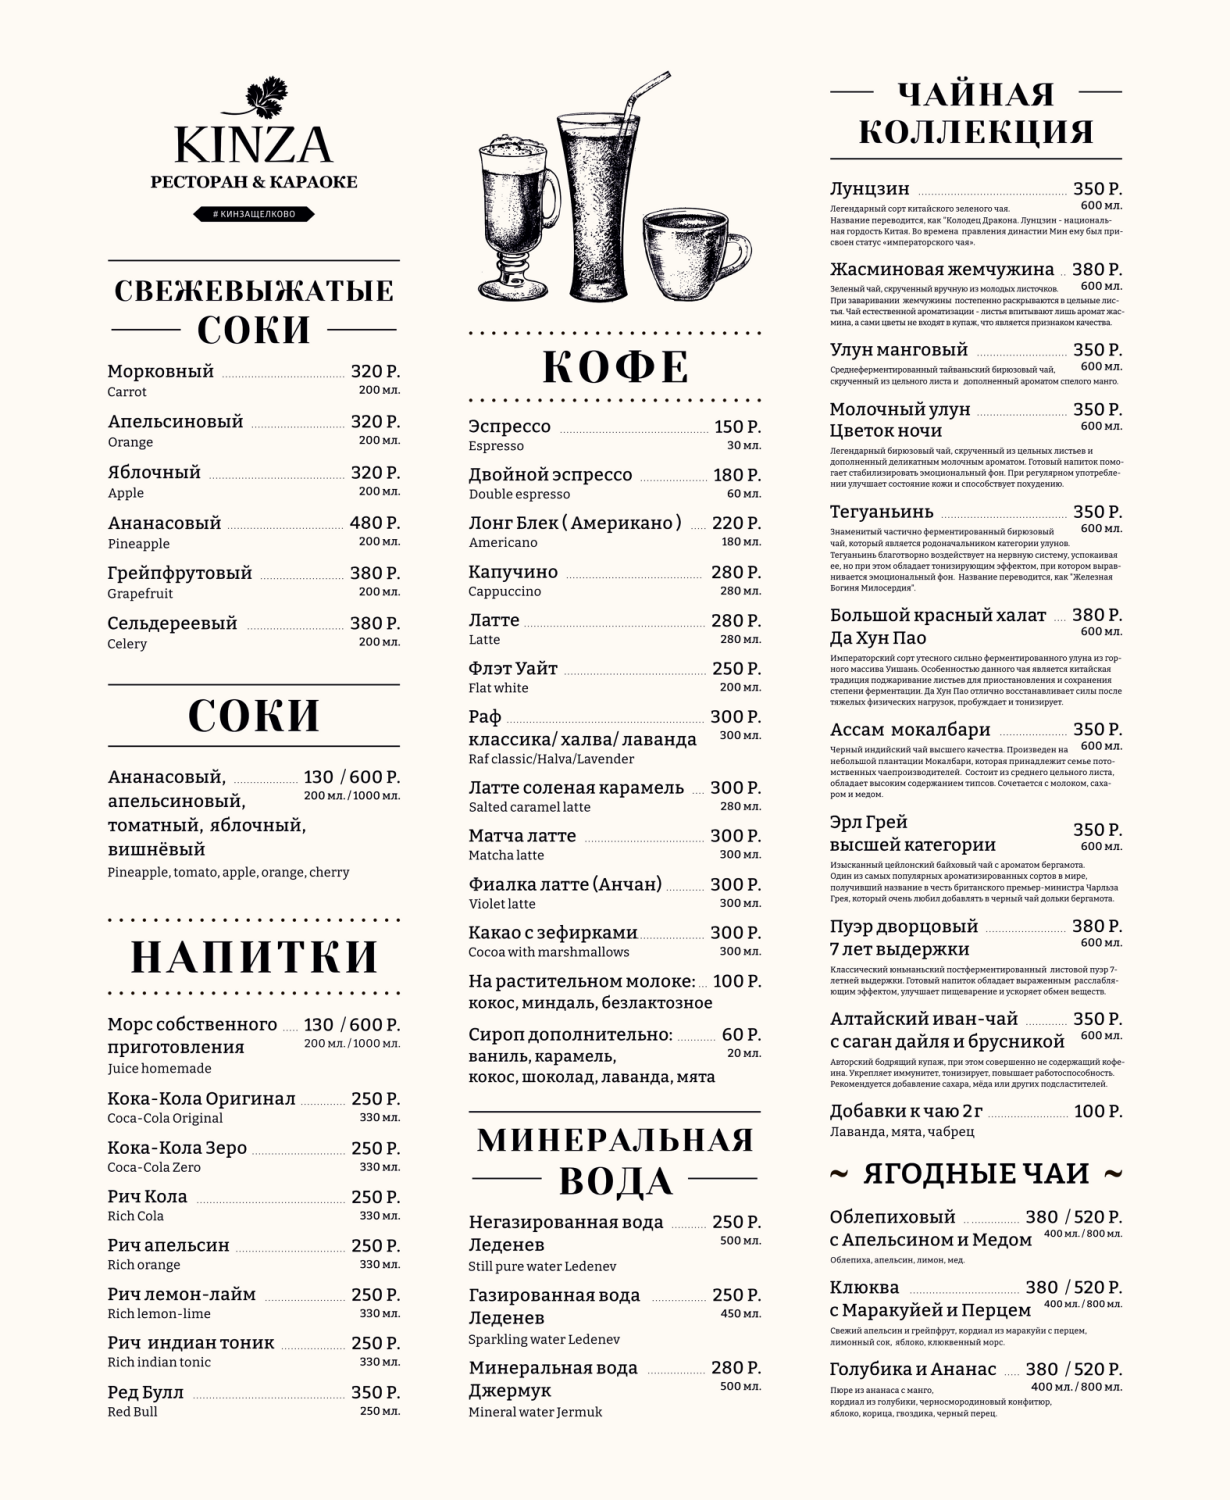 KINZA
РЕСТОРАН & КАРАОКЕ
# КИНЗАЩЕЛКОВО
СВЕЖЕВЫЖАТЫЕ
СОКИ
Морковный 320 Р.
Carrot 200 мл.
Апельсиновый 320 Р.
Orange 200 мл.
Яблочный 320 Р.
Apple 200 мл.
Ананасовый 480 Р.
Pineapple 200 мл.
Грейпфрутовый 380 Р.
Grapefruit 200 мл.
Сельдереевый 380 Р.
Celery 200 мл.
СОКИ
Ананасовый, 130 / 600 Р.
апельсиновый, 200 мл. / 1000 мл.
томатный, яблочный,
вишнёвый
Pineapple, tomato, apple, orange, cherry
НАПИТКИ
Морс собственного 130 / 600 Р.
приготовления 200 мл. / 1000 мл.
Juice homemade
Кока-Кола Оригинал 250 Р.
Coca-Cola Original 330 мл.
Кока-Кола Зеро 250 Р.
Coca-Cola Zero 330 мл.
Рич Кола 250 Р.
Rich Cola 330 мл.
Рич апельсин 250 Р.
Rich orange 330 мл.
Рич лемон-лайм 250 Р.
Rich lemon-lime 330 мл.
Рич индиан тоник 250 Р.
Rich indian tonic 330 мл.
Ред Булл 350 Р.
Red Bull 250 мл.
КОФЕ
Эспрессо 150 Р.
Espresso 30 мл.
Двойной эспрессо 180 Р.
Double espresso 60 мл.
Лонг Блек ( Американо ) 220 Р.
Americano 180 мл.
Капучино 280 Р.
Cappuccino 280 мл.
Латте 280 Р.
Latte 280 мл.
Флэт Уайт 250 Р.
Flat white 200 мл.
Раф 300 Р.
классика/ халва/ лаванда 300 мл.
Raf classic/Halva/Lavender
Латте соленая карамель 300 Р.
Salted caramel latte 280 мл.
Матча латте 300 Р.
Matcha latte 300 мл.
Фиалка латте (Анчан) 300 Р.
Violet latte 300 мл.
Какао с зефирками 300 Р.
Cocoa with marshmallows 300 мл.
На растительном молоке: 100 Р.
кокос, миндаль, безлактозное
Сироп дополнительно: 60 Р.
ваниль, карамель, 20 мл.
кокос, шоколад, лаванда, мята
МИНЕРАЛЬНАЯ
ВОДА
Негазированная вода 250 Р.
Леденев 500 мл.
Still pure water Ledenev
Газированная вода 250 Р.
Леденев 450 мл.
Sparkling water Ledenev
Минеральная вода 280 Р.
Джермук 500 мл.
Mineral water Jermuk
ЧАЙНАЯ
КОЛЛЕКЦИЯ
Лунцзин 350 Р.
Легендарный сорт китайского зеленого чая. 600 мл.
Название переводится, как "Колодец Дракона. Лунцзин - националь-
ная гордость Китая. Во времена правления династии Мин ему был при-
своен статус «императорского чая».
Жасминовая жемчужина 380 Р.
Зеленый чай, скрученный вручную из молодых листочков. 600 мл.
При заваривании жемчужины постепенно раскрываются в цельные лис-
тья. Чай естественной ароматизации - листья впитывают лишь аромат жас-
мина, а сами цветы не входят в купаж, что является признаком качества.
Улун манговый 350 Р.
Среднеферментированный тайваньский бирюзовый чай, 600 мл.
скрученный из цельного листа и дополненный ароматом спелого манго.
Молочный улун 350 Р.
Цветок ночи 600 мл.
Легендарный бирюзовый чай, скрученный из цельных листьев и
дополненный деликатным молочным ароматом. Готовый напиток помо-
гает стабилизировать эмоциональный фон. При регулярном употребле-
нии улучшает состояние кожи и способствует похудению.
Тегуаньинь 350 Р.
Знаменитый частично ферментированный бирюзовый 600 мл.
чай, который является родоначальником категории улунов.
Тегуаньинь благотворно воздействует на нервную систему, успокаивая
ее, но при этом обладает тонизирующим эффектом, при котором вырав-
нивается эмоциональный фон. Название переводится, как "Железная
Богиня Милосердия".
Большой красный халат 380 Р.
Да Хун Пао 600 мл.
Императорский сорт утесного сильно ферментированного улуна из гор-
ного массива Уишань. Особенностью данного чая является китайская
традиция поджаривание листьев для приостановления и сохранения
степени ферментации. Да Хун Пао отлично восстанавливает силы после
тяжелых физических нагрузок, пробуждает и тонизирует.
Ассам мокалбари 350 Р.
Черный индийский чай высшего качества. Произведен на 600 мл.
небольшой плантации Мокалбари, которая принадлежит семье пото-
мственных чаепроизводителей. Состоит из среднего цельного листа,
обладает высоким содержанием типсов. Сочетается с молоком, саха-
ром и медом.
Эрл Грей 350 Р.
высшей категории 600 мл.
Изысканный цейлонский байховый чай с ароматом бергамота.
Один из самых популярных ароматизированных сортов в мире,
получивший название в честь британского премьер-министра Чарльза
Грея, который очень любил добавлять в черный чай дольки бергамота.
Пуэр дворцовый 380 Р.
7 лет выдержки 600 мл.
Классический юньнаньский постферментированный листовой пуэр 7-
летней выдержки. Готовый напиток обладает выраженным расслабля-
ющим эффектом, улучшает пищеварение и ускоряет обмен веществ.
Алтайский иван-чай 350 Р.
с саган дайля и брусникой 600 мл.
Авторский бодрящий купаж, при этом совершенно не содержащий кофе-
ина. Укрепляет иммунитет, тонизирует, повышает работоспособность.
Рекомендуется добавление сахара, мёда или других подсластителей.
Добавки к чаю 2 г 100 Р.
Лаванда, мята, чабрец
~ ЯГОДНЫЕ ЧАИ ~
Облепиховый 380 / 520 Р.
с Апельсином и Медом 400 мл. / 800 мл.
Облепиха, апельсин, лимон, мед.
Клюква 380 / 520 Р.
с Маракуйей и Перцем 400 мл. / 800 мл.
Свежий апельсин и грейпфрут, кордиал из маракуйи с перцем,
лимонный сок, яблоко, клюквенный морс.
Голубика и Ананас 380 / 520 Р.
Пюре из ананаса с манго, 400 мл. / 800 мл.
кордиал из голубики, черносмородиновый конфитюр,
яблоко, корица, гвоздика, черный перец.